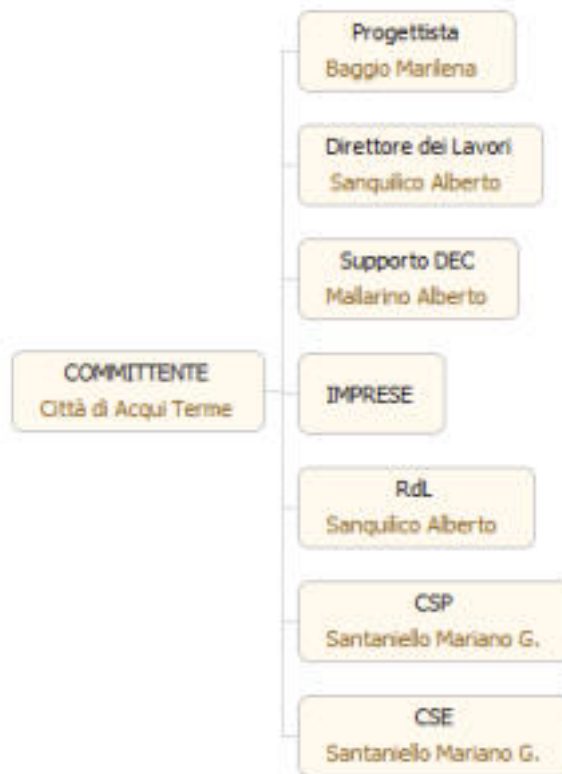 Progettista
Baggio Marilena
Direttore dei Lavori
Sanquilico Alberto
Supporto DEC
Mallarino Alberto
COMMITTENTE
Città di Acqui Terme
IMPRESE
RdL
Sanquilico Alberto
CSP
Santaniello Mariano G.
CSE
Santaniello Mariano G.